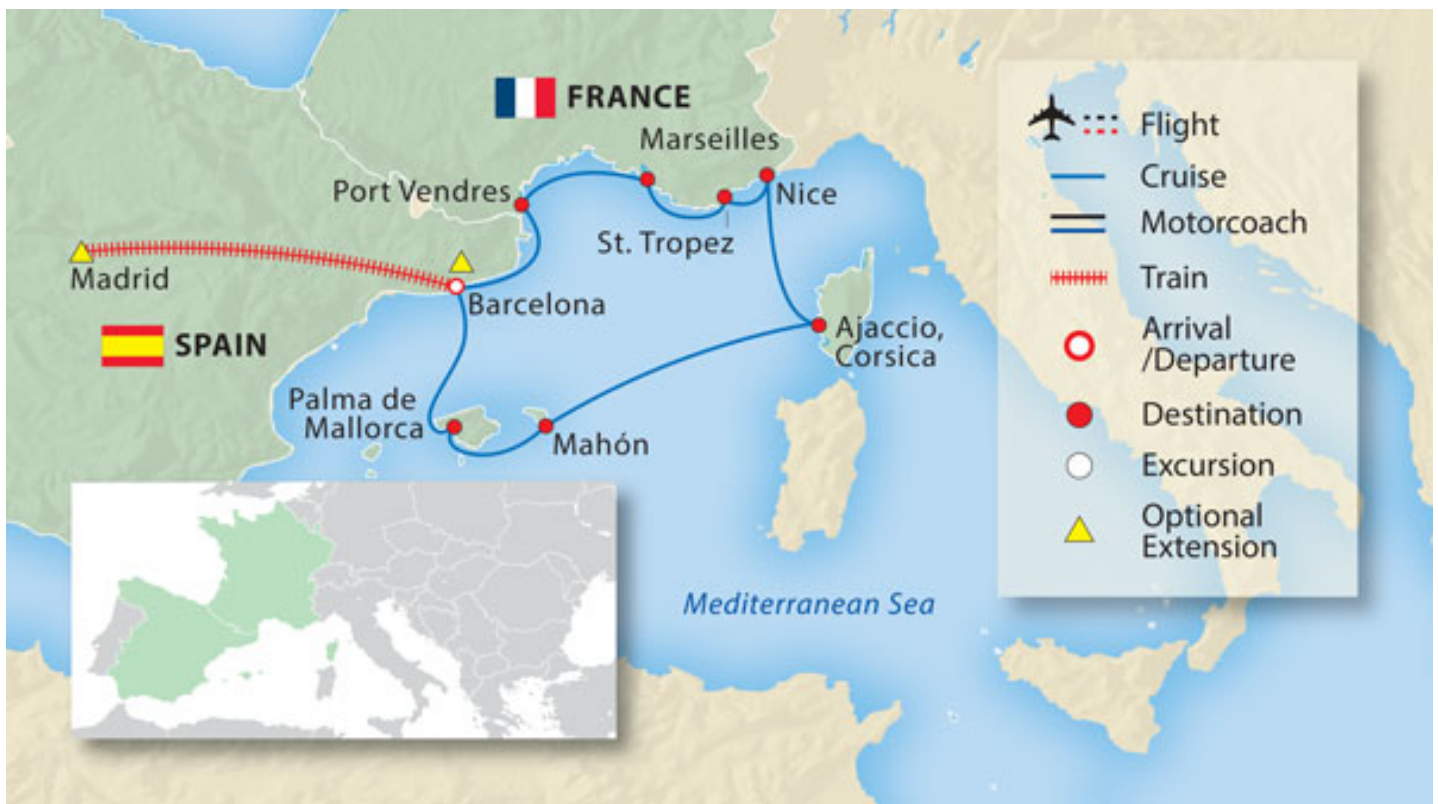 FRANCE
Marseilles
Port Vendres
Nice
St. Tropez
Madrid
Barcelona
SPAIN
Ajaccio,
Corsica
Palma de
Mallorca
Mahón
Mediterranean Sea
Flight
Cruise
Motorcoach
Train
Arrival
/Departure
Destination
Excursion
Optional
Extension